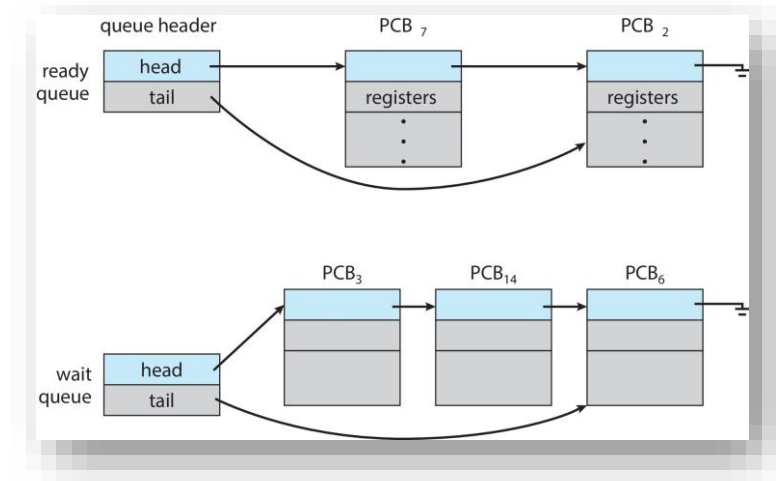 queue header
PCB 7
PCB 2
ready
queue
head
tail
registers
registers
PCB₃
PCB₁₄
PCB₆
wait
queue
head
tail